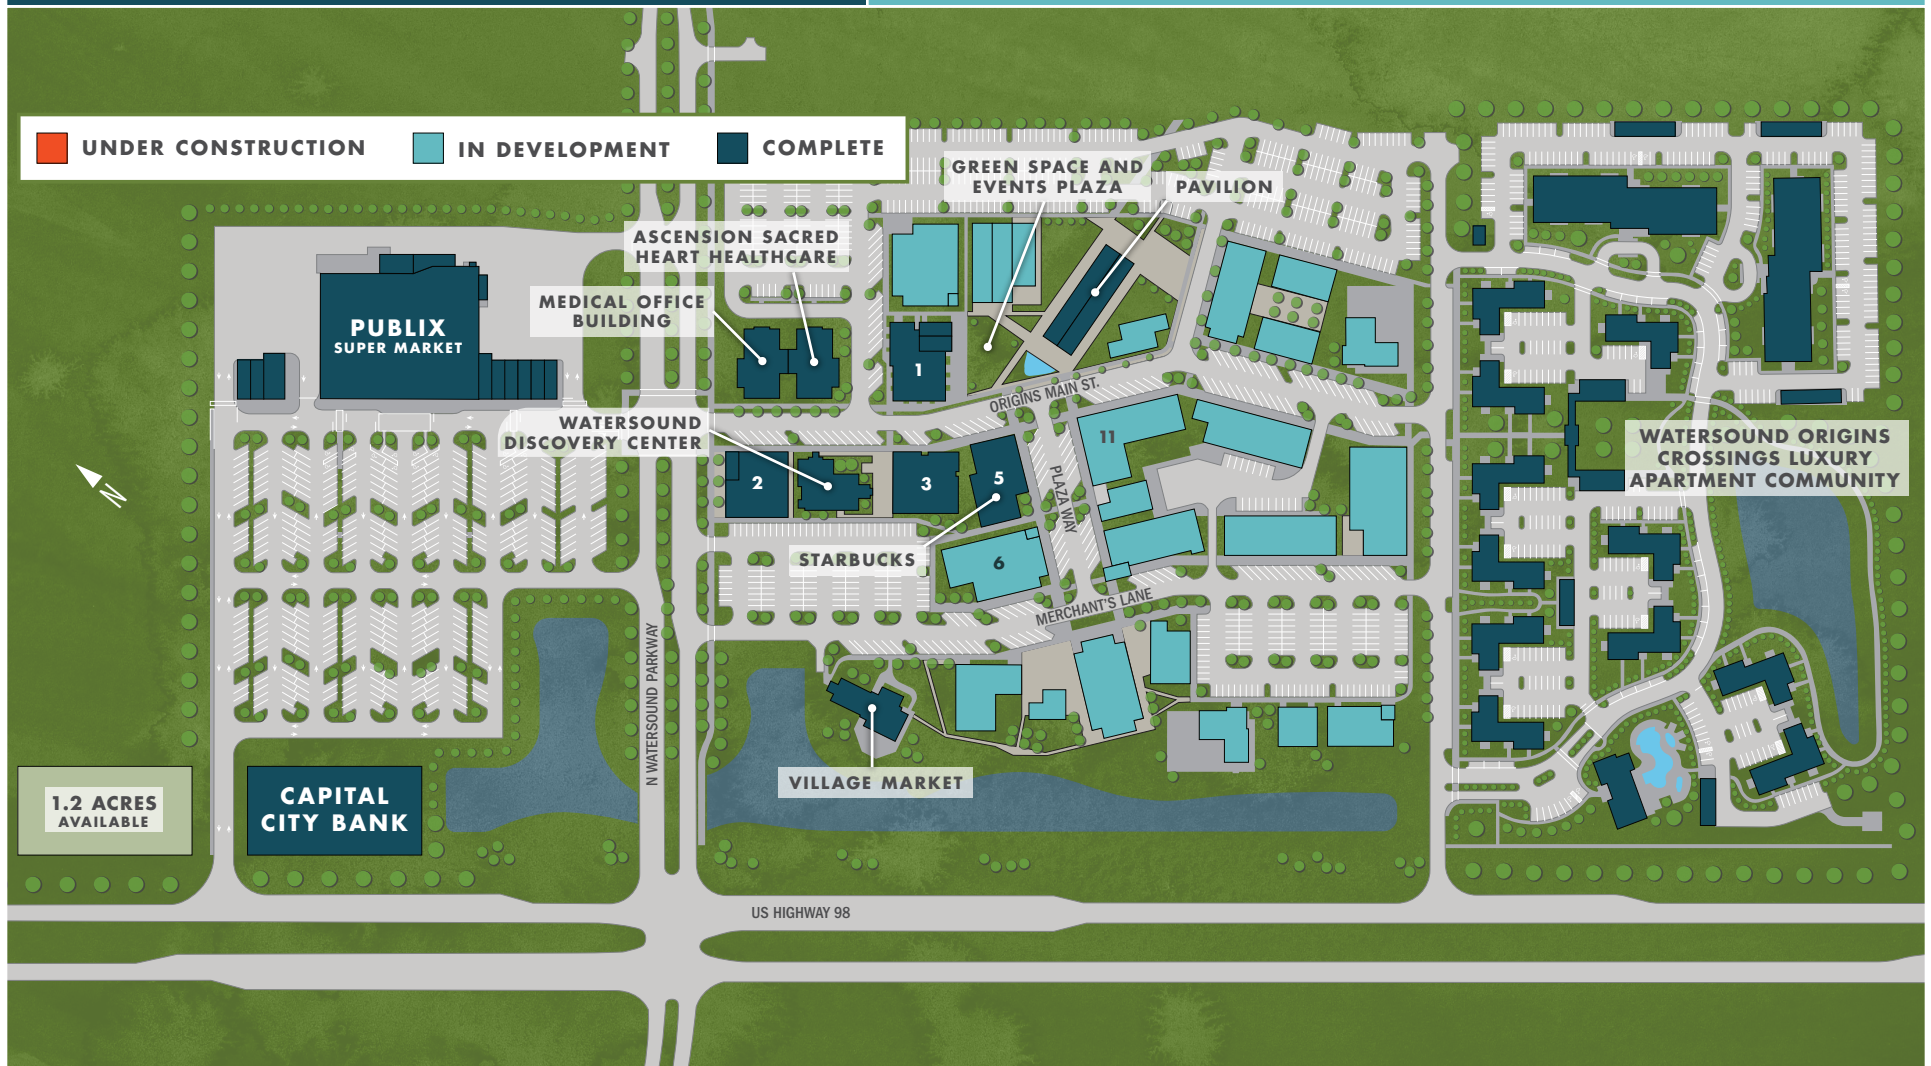 UNDER CONSTRUCTION
IN DEVELOPMENT
COMPLETE
GREEN SPACE AND
EVENTS PLAZA
PAVILION
ASCENSION SACRED
HEART HEALTHCARE
MEDICAL OFFICE
BUILDING
PUBLIX
SUPER MARKET
1
ORIGINS MAIN ST.
WATERSOUND
DISCOVERY CENTER
11
WATERSOUND ORIGINS
CROSSINGS LUXURY
APARTMENT COMMUNITY
N
2
3
5
PLAZA WAY
STARBUCKS
6
MERCHANT'S LANE
N WATERSOUND PARKWAY
VILLAGE MARKET
1.2 ACRES
AVAILABLE
CAPITAL
CITY BANK
US HIGHWAY 98